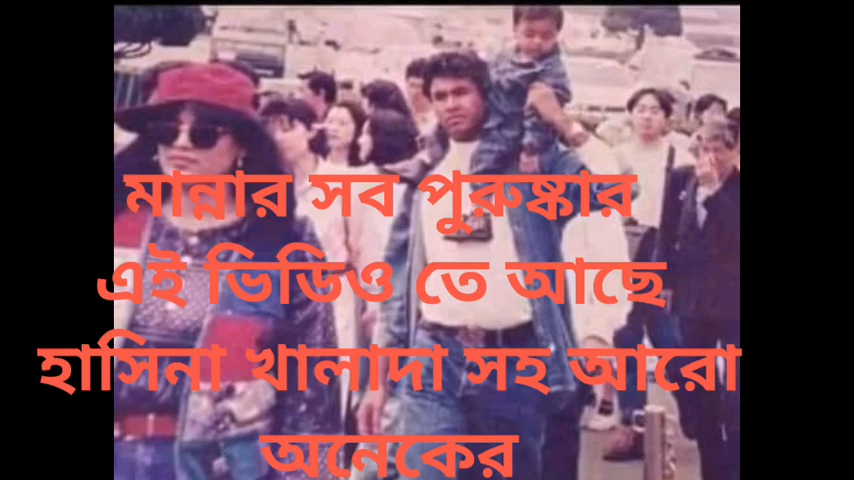 মান্নার সব পুরুষ্কার
এই ভিডিও তে আছে
হাসিনা খালাদা সহ আরো
অনেকের